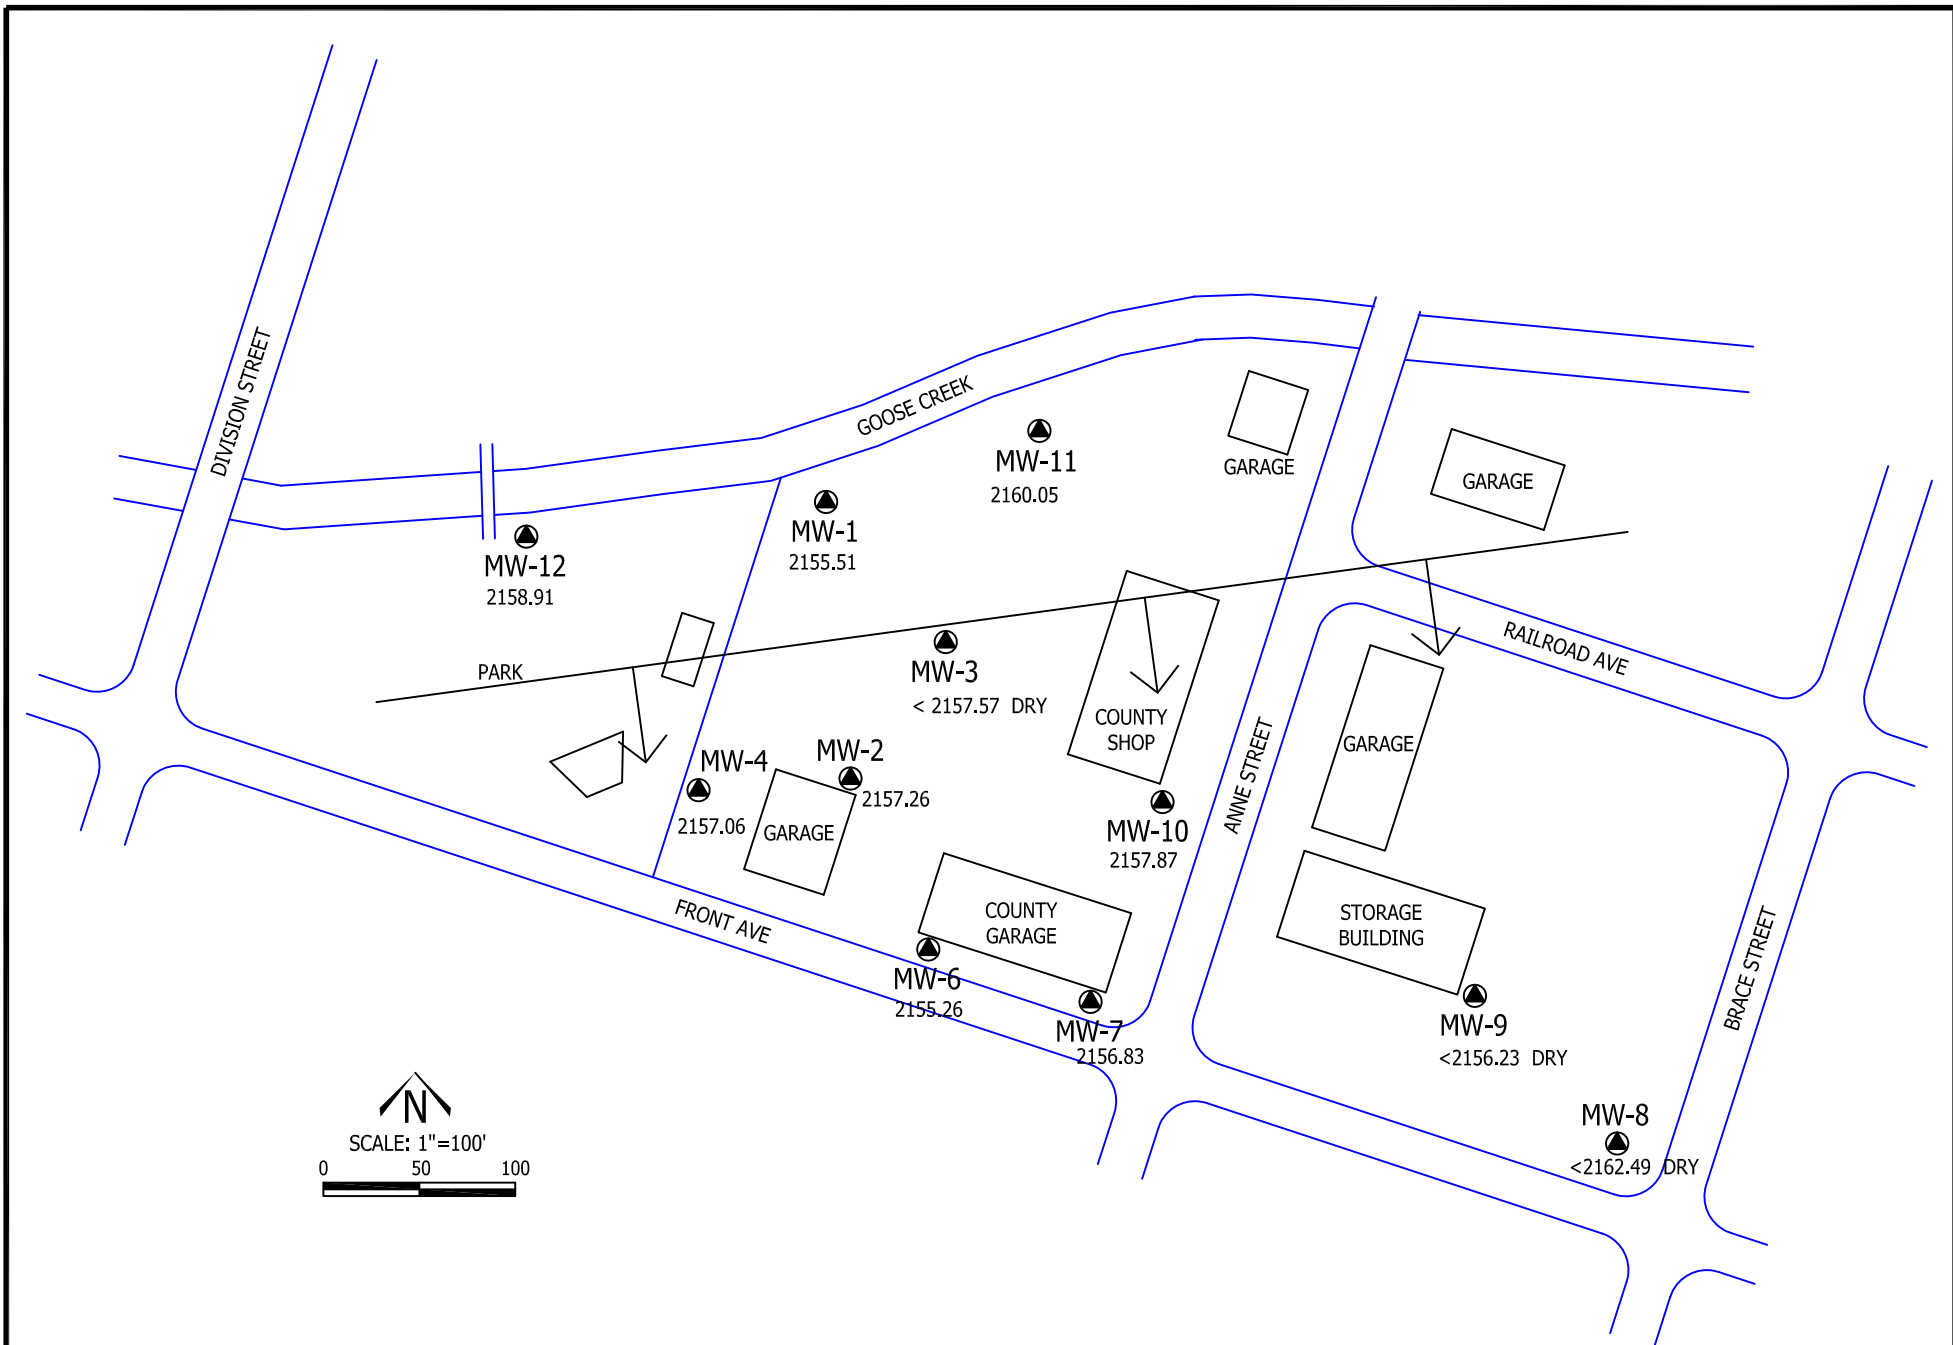 DIVISION STREET
GOOSE CREEK
MW-11
2160.05
GARAGE
GARAGE
MW-1
2155.51
MW-12
2158.91
RAILROAD AVE
PARK
MW-3
< 2157.57 DRY
COUNTY
SHOP
ANNE STREET
GARAGE
MW-4
2157.06
MW-2
2157.26
GARAGE
MW-10
2157.87
FRONT AVE
COUNTY
GARAGE
STORAGE
BUILDING
BRACE STREET
MW-6
2155.26
MW-7
2156.83
MW-9
<2156.23 DRY
MW-8
<2162.49 DRY
N
SCALE: 1"=100'
0 50 100